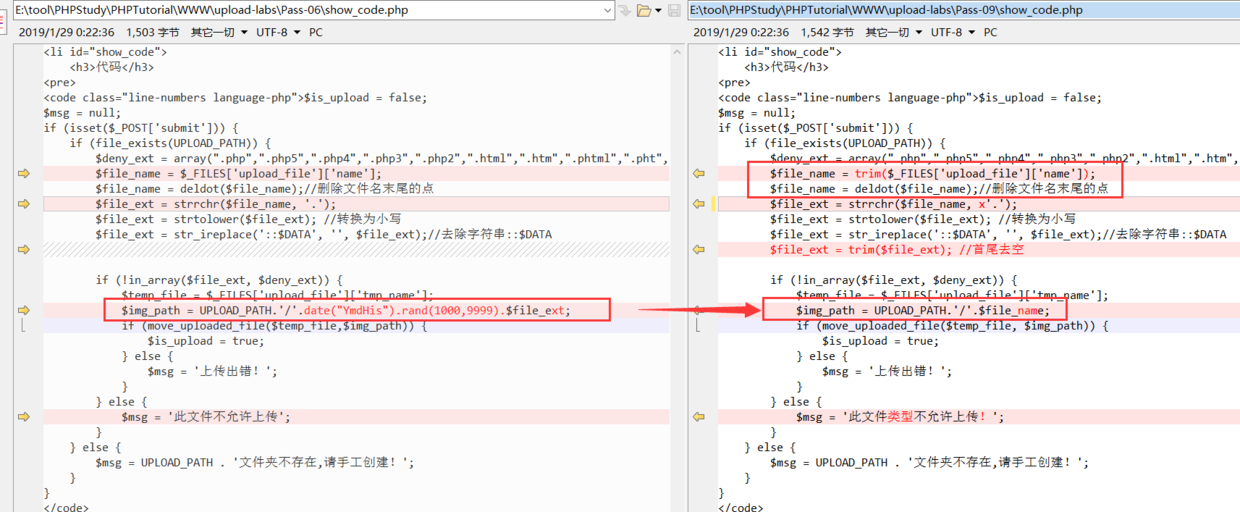 E:\tool\PHPStudy\PHPTutorial\WWW\upload-labs\Pass-06\show_code.php
2019/1/29 0:22:36 1,503 字节 其它一切 UTF-8 PC
<li id="show_code">
<h3>代码</h3>
<pre>
<code class="line-numbers language-php">$is_upload = false;
$msg = null;
if (isset($_POST['submit'])) {
if (file_exists(UPLOAD_PATH)) {
$deny_ext = array(".php",".php5",".php4",".php3",".php2",".html",".htm",".phtml",".pht",
$file_name = $_FILES['upload_file']['name'];
$file_name = deldot($file_name);//删除文件名末尾的点
$file_ext = strrchr($file_name, '.');
$file_ext = strtolower($file_ext); //转换为小写
$file_ext = str_ireplace('::$DATA', '', $file_ext);//去除字符串::$DATA
if (!in_array($file_ext, $deny_ext)) {
$temp_file = $_FILES['upload_file']['tmp_name'];
$img_path = UPLOAD_PATH.'/'.date("YmdHis").rand(1000,9999).$file_ext;
if (move_uploaded_file($temp_file,$img_path)) {
$is_upload = true;
} else {
$msg = '上传出错！';
}
} else {
$msg = '此文件不允许上传';
}
} else {
$msg = UPLOAD_PATH . '文件夹不存在,请手工创建！';
}
}
</code>
E:\tool\PHPStudy\PHPTutorial\WWW\upload-labs\Pass-09\show_code.php
2019/1/29 0:22:36 1,542 字节 其它一切 UTF-8 PC
<li id="show_code">
<h3>代码</h3>
<pre>
<code class="line-numbers language-php">$is_upload = false;
$msg = null;
if (isset($_POST['submit'])) {
if (file_exists(UPLOAD_PATH)) {
$deny_ext = array(".php",".php5",".php4",".php3",".php2",".html",".htm",
$file_name = trim($_FILES['upload_file']['name']);
$file_name = deldot($file_name);//删除文件名末尾的点
$file_ext = strrchr($file_name, x'.');
$file_ext = strtolower($file_ext); //转换为小写
$file_ext = str_ireplace('::$DATA', '', $file_ext);//去除字符串::$DATA
$file_ext = trim($file_ext); //首尾去空
if (!in_array($file_ext, $deny_ext)) {
$temp_file = $_FILES['upload_file']['tmp_name'];
$img_path = UPLOAD_PATH.'/'.$file_name;
if (move_uploaded_file($temp_file, $img_path)) {
$is_upload = true;
} else {
$msg = '上传出错！';
}
} else {
$msg = '此文件类型不允许上传！';
}
} else {
$msg = UPLOAD_PATH . '文件夹不存在,请手工创建！';
}
}
</code>